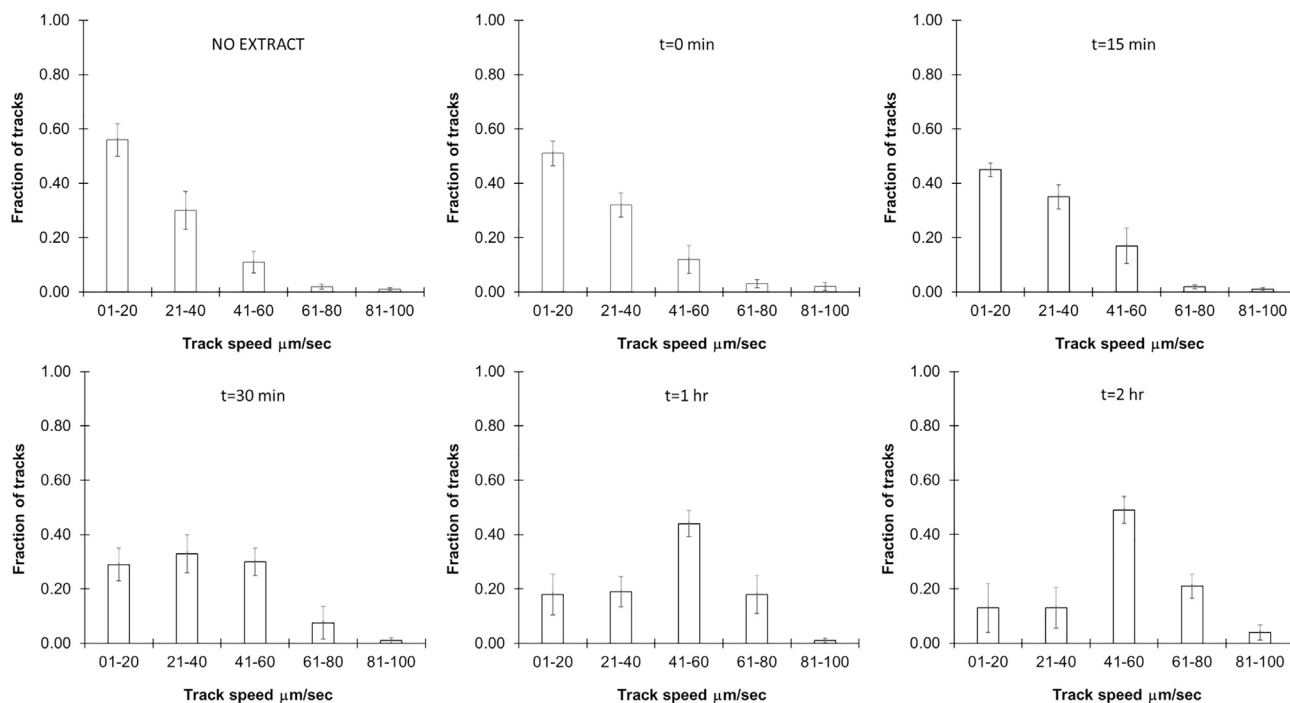 NO EXTRACT
Fraction of tracks
1.00
0.80
0.60
0.40
0.20
0.00
01-20 21-40 41-60 61-80 81-100
Track speed μm/sec
t=0 min
Fraction of tracks
1.00
0.80
0.60
0.40
0.20
0.00
01-20 21-40 41-60 61-80 81-100
Track speed μm/sec
t=15 min
Fraction of tracks
1.00
0.80
0.60
0.40
0.20
0.00
01-20 21-40 41-60 61-80 81-100
Track speed μm/sec
t=30 min
Fraction of tracks
1.00
0.80
0.60
0.40
0.20
0.00
01-20 21-40 41-60 61-80 81-100
Track speed μm/sec
t=1 hr
Fraction of tracks
1.00
0.80
0.60
0.40
0.20
0.00
01-20 21-40 41-60 61-80 81-100
Track speed μm/sec
t=2 hr
Fraction of tracks
1.00
0.80
0.60
0.40
0.20
0.00
01-20 21-40 41-60 61-80 81-100
Track speed μm/sec